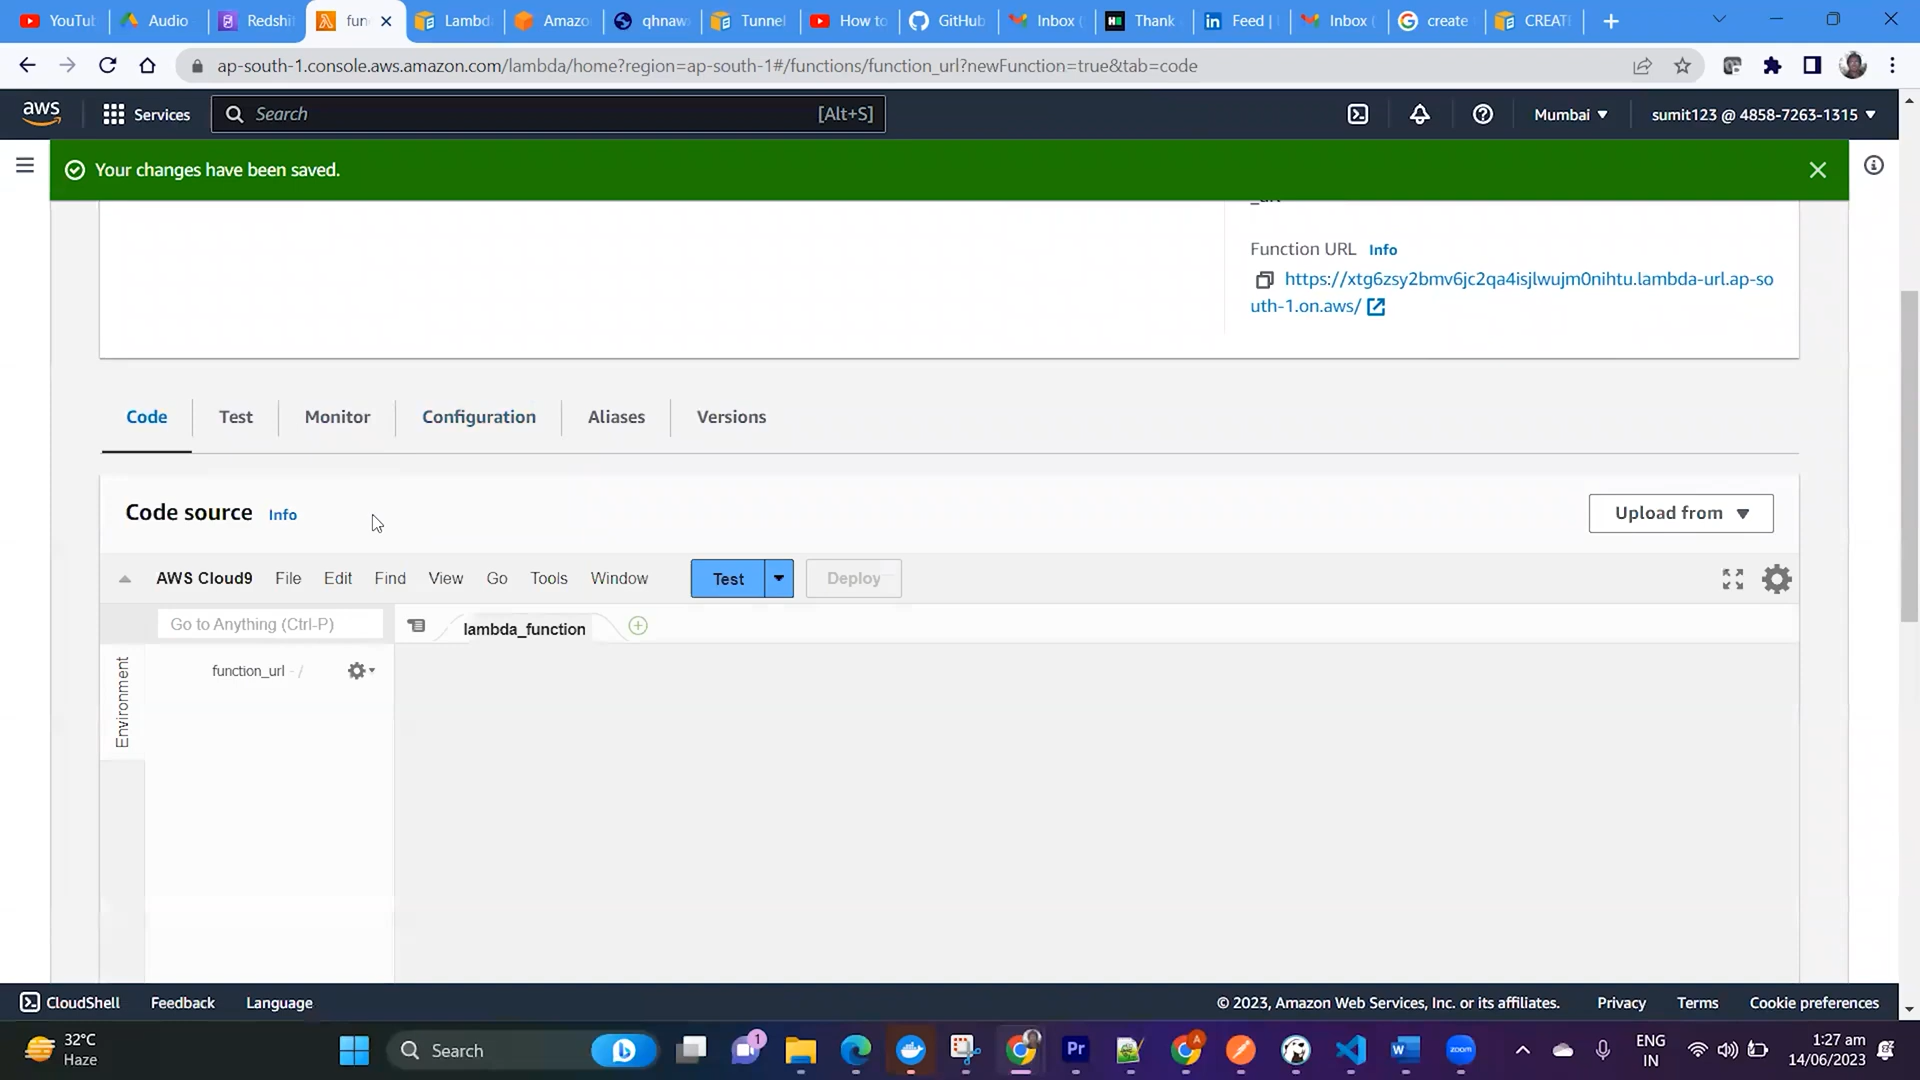 YouTub
Audio
Redshi
fun
Lambd
Amazo
qhnaw
Tunnel
How to
GitHub
Inbox (
Thank
Feed |
Inbox (
create
CREATE
ap-south-1.console.aws.amazon.com/lambda/home?region=ap-south-1#/functions/function_url?newFunction=true&tab=code
aws
Services
Search
[Alt+S]
Mumbai
sumit123 @ 4858-7263-1315
Your changes have been saved.
Function URL Info
https://xtg6zsy2bmv6jc2qa4isjlwujm0nihtu.lambda-url.ap-so
uth-1.on.aws/
Code
Test
Monitor
Configuration
Aliases
Versions
Code source Info
Upload from
AWS Cloud9
File
Edit
Find
View
Go
Tools
Window
Test
Deploy
Go to Anything (Ctrl-P)
lambda_function
Environment
function_url - /
CloudShell
Feedback
Language
© 2023, Amazon Web Services, Inc. or its affiliates.
Privacy
Terms
Cookie preferences
32°C
Haze
Search
1
Pr
zoom
ENG
IN
1:27 am
14/06/2023